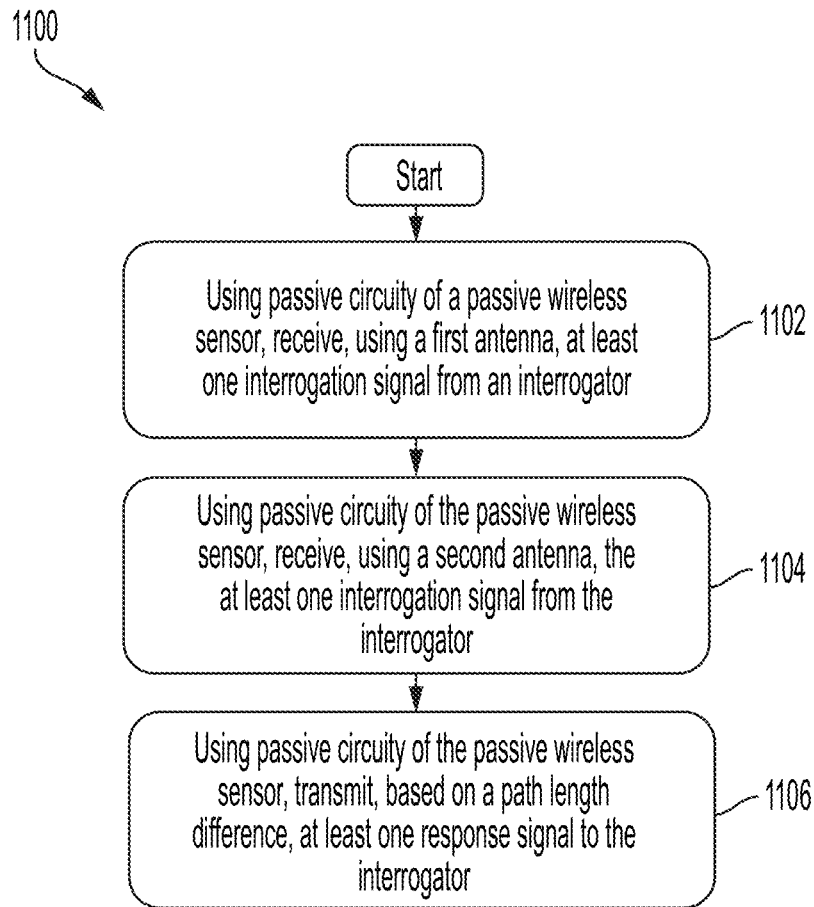 1100
Start
Using passive circuity of a passive wireless
sensor, receive, using a first antenna, at least
one interrogation signal from an interrogator
1102
Using passive circuity of the passive wireless
sensor, receive, using a second antenna, the
at least one interrogation signal from the
interrogator
1104
Using passive circuity of the passive wireless
sensor, transmit, based on a path length
difference, at least one response signal to the
interrogator
1106